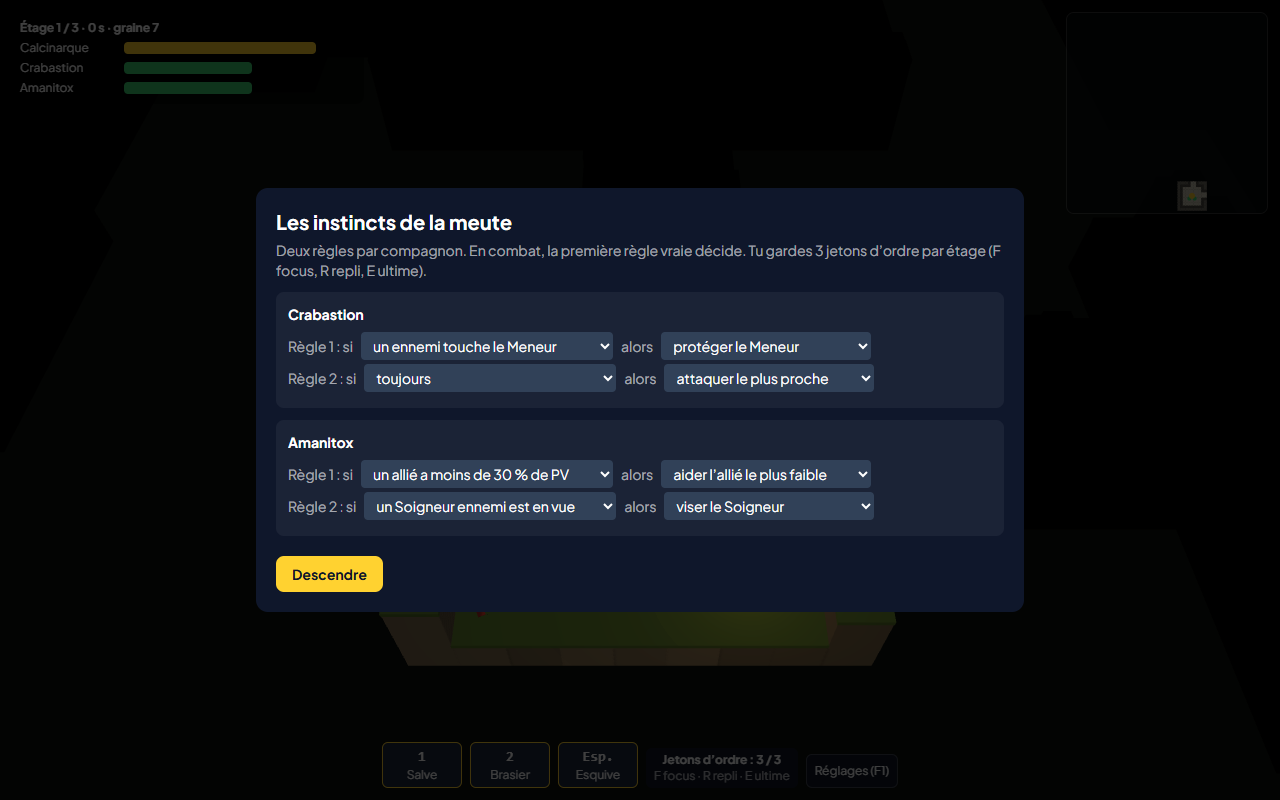 Étage 1 / 3 · 0 s · graine 7
Calcinarque
Crabastion
Amanitox
Les instincts de la meute
Deux règles par compagnon. En combat, la première règle vraie décide. Tu gardes 3 jetons d’ordre par étage (F
focus, R repli, E ultime).
Crabastion
Règle 1 : si un ennemi touche le Meneur alors protéger le Meneur
Règle 2 : si toujours alors attaquer le plus proche
Amanitox
Règle 1 : si un allié a moins de 30 % de PV alors aider l’allié le plus faible
Règle 2 : si un Soigneur ennemi est en vue alors viser le Soigneur
Descendre
1 Salve
2 Brasier
Esp. Esquive
Jetons d’ordre : 3 / 3
F focus · R repli · E ultime
Réglages (F1)